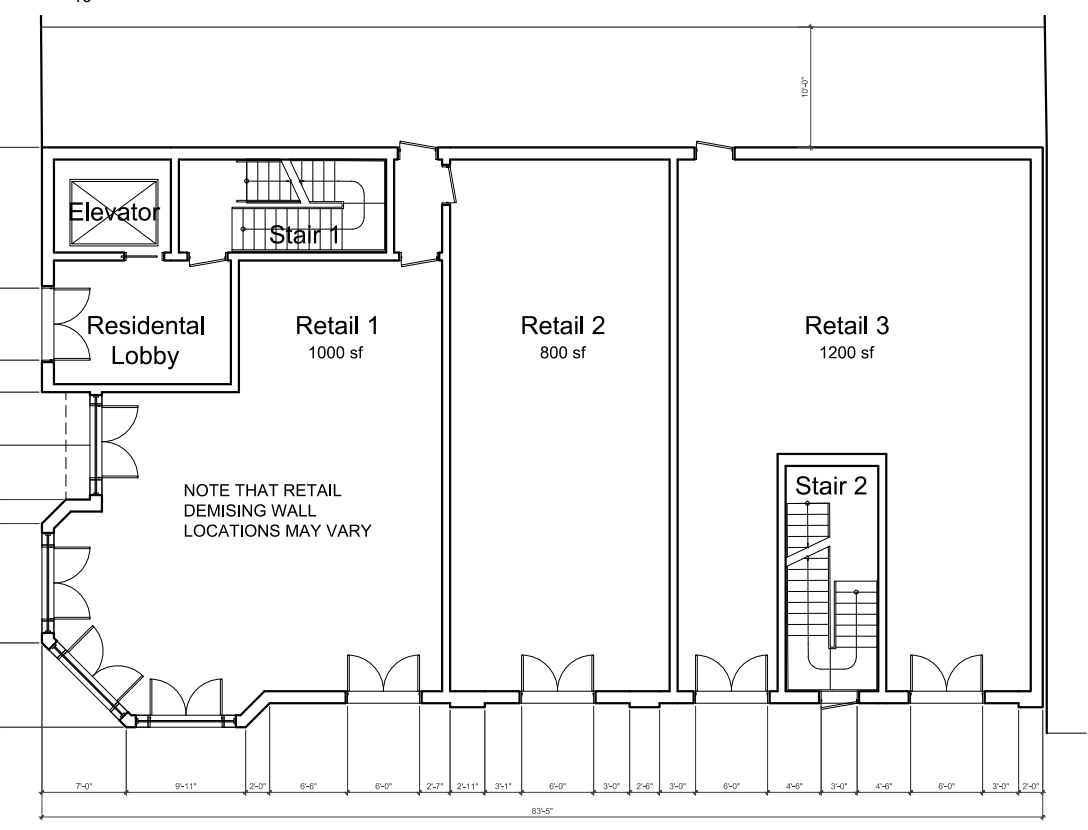 10'-0"
Elevator
Stair 1
Residental
Lobby
Retail 1
1000 sf
Retail 2
800 sf
Retail 3
1200 sf
Stair 2
NOTE THAT RETAIL
DEMISING WALL
LOCATIONS MAY VARY
7'-0" 9'-11" 2'-0" 6'-6" 6'-0" 2'-7" 2'-11" 3'-1" 6'-0" 3'-0" 2'-6" 3'-0" 6'-0" 4'-6" 3'-0" 4'-6" 6'-0" 3'-0" 2'-0"
83'-5"